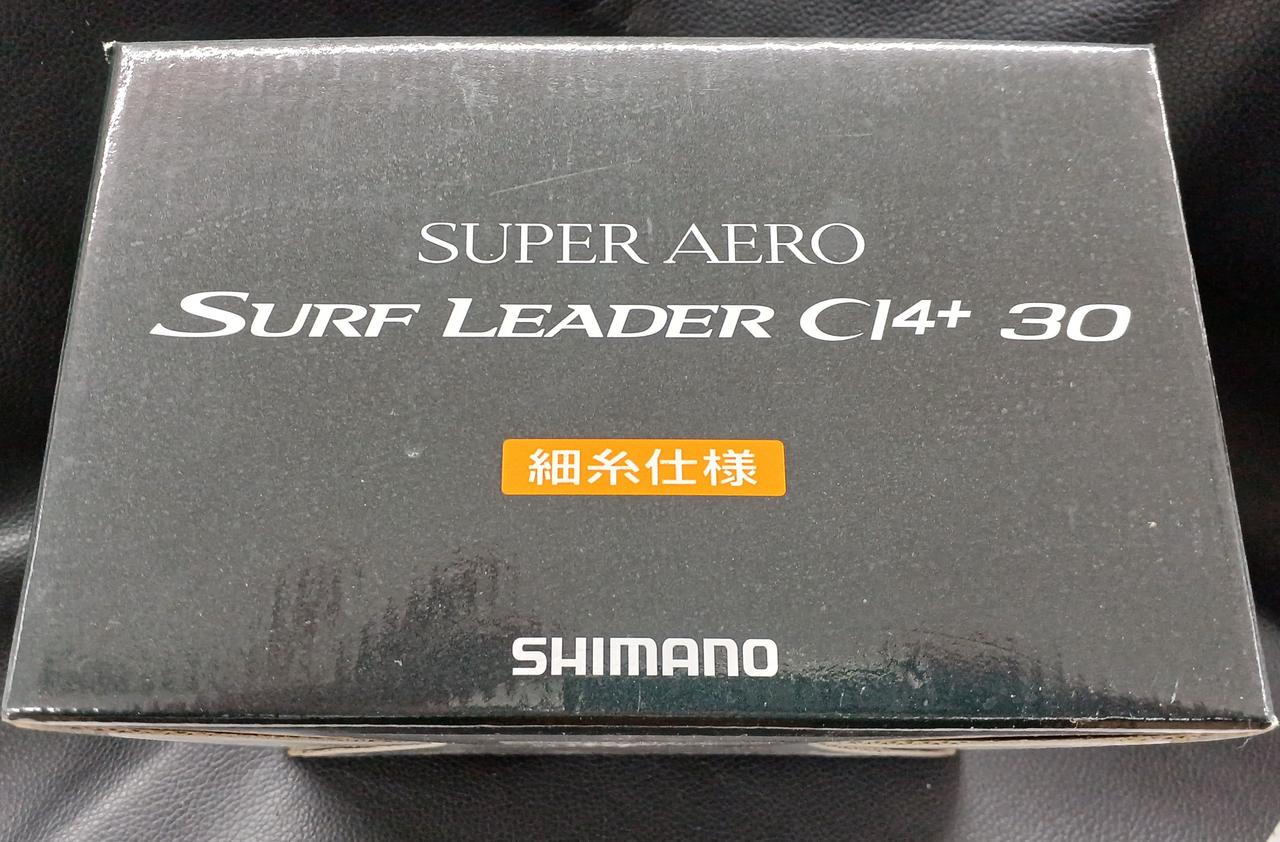 SUPER AERO
SURF LEADER CI4+ 30
細糸仕様
SHIMANO